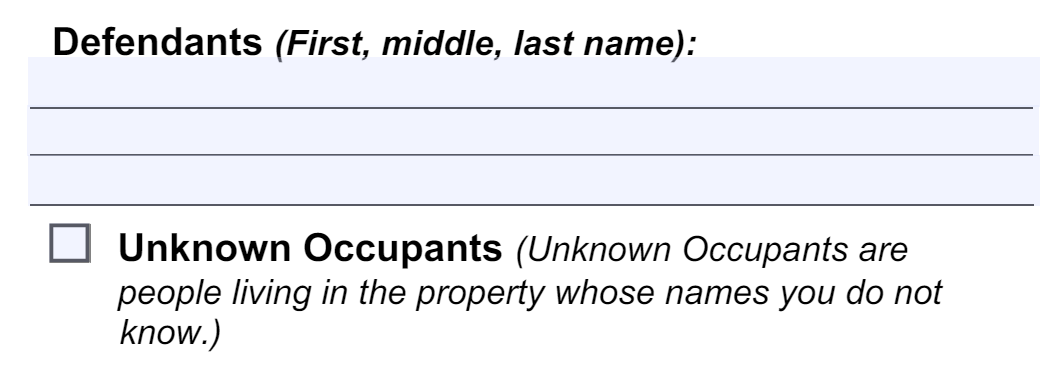 Defendants (First, middle, last name):
Unknown Occupants (Unknown Occupants are
people living in the property whose names you do not
know.)